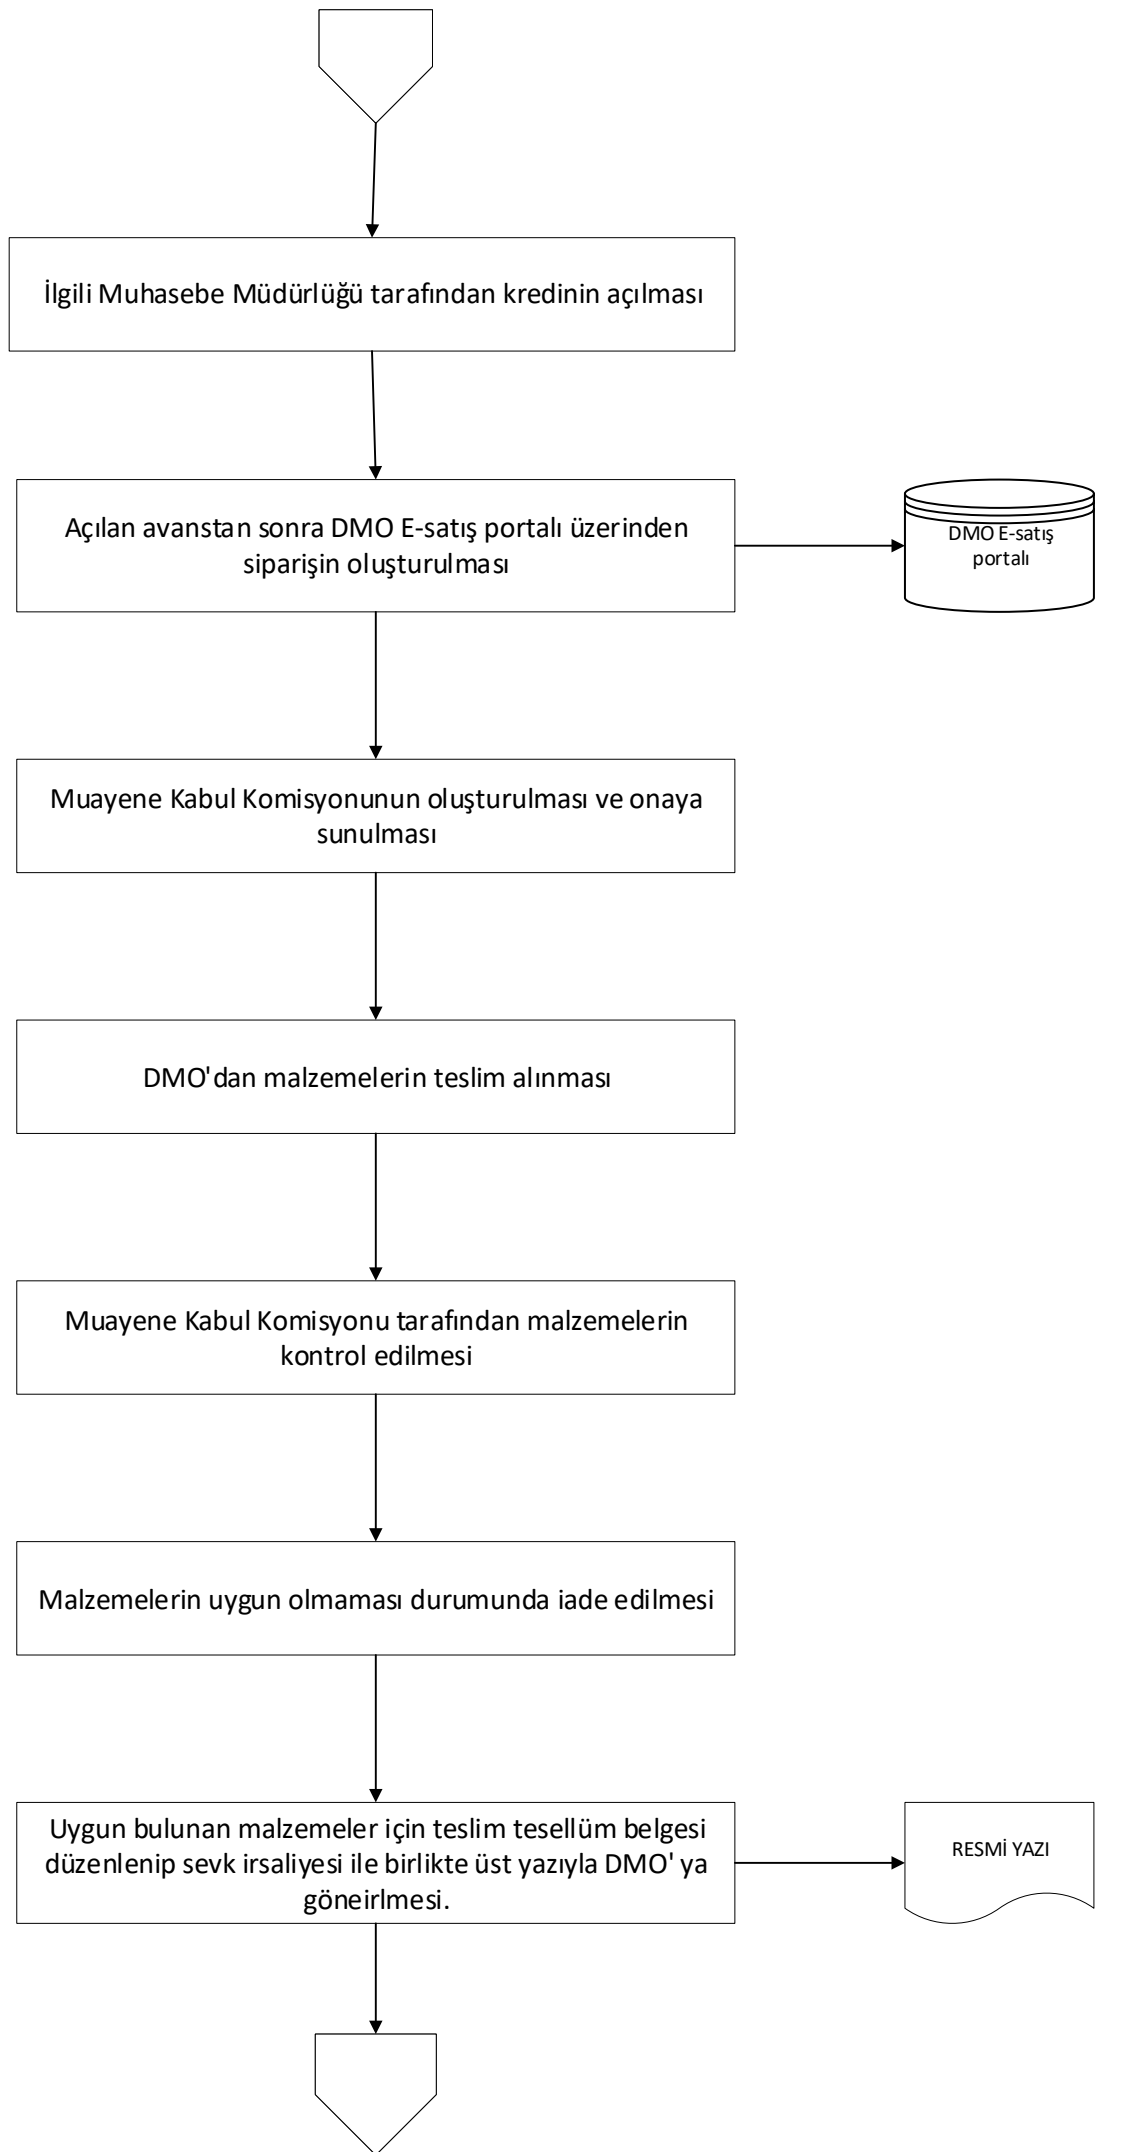 İlgili Muhasebe Müdürlüğü tarafından kredinin açılması
Açılan avanstan sonra DMO E-satış portalı üzerinden
siparişin oluşturulması
DMO E-satış
portalı
Muayene Kabul Komisyonunun oluşturulması ve onaya
sunulması
DMO'dan malzemelerin teslim alınması
Muayene Kabul Komisyonu tarafından malzemelerin
kontrol edilmesi
Malzemelerin uygun olmaması durumunda iade edilmesi
Uygun bulunan malzemeler için teslim tesellüm belgesi
düzenlenip sevk irsaliyesi ile birlikte üst yazıyla DMO' ya
göneirlmesi.
RESMİ YAZI